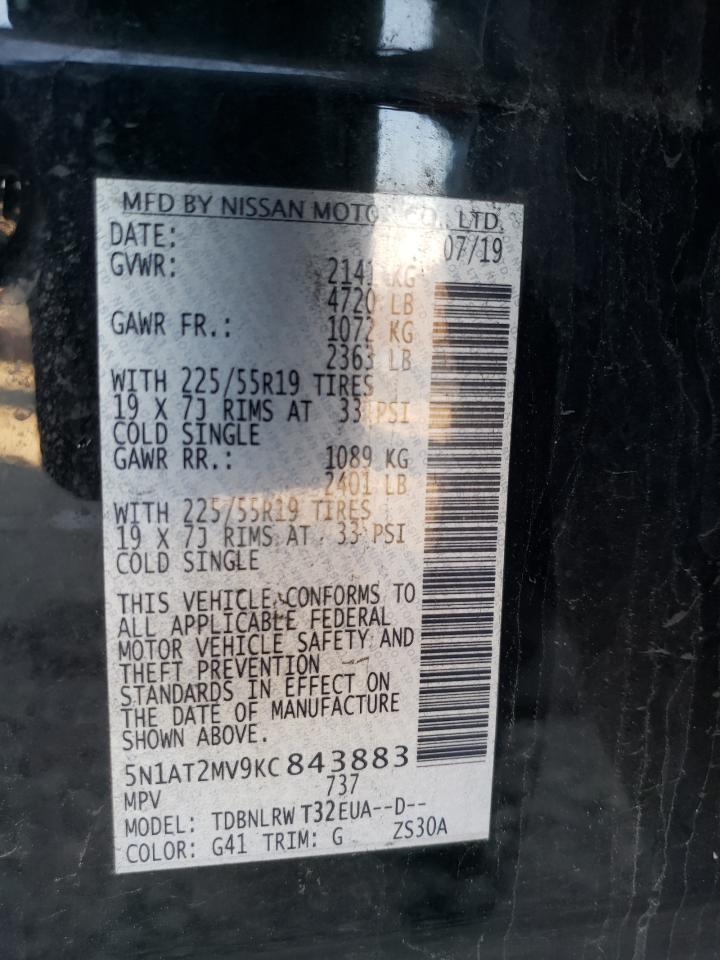 MFD BY NISSAN MOTOR CO., LTD.
DATE: 07/19
GVWR: 2141 KG
4720 LB
GAWR FR.: 1072 KG
2363 LB
WITH 225/55R19 TIRES
19 X 7J RIMS AT 33 PSI
COLD SINGLE
GAWR RR.: 1089 KG
2401 LB
WITH 225/55R19 TIRES
19 X 7J RIMS AT 33 PSI
COLD SINGLE
THIS VEHICLE CONFORMS TO
ALL APPLICABLE FEDERAL
MOTOR VEHICLE SAFETY AND
THEFT PREVENTION
STANDARDS IN EFFECT ON
THE DATE OF MANUFACTURE
SHOWN ABOVE.
5N1AT2MV9KC843883
MPV 737
MODEL: TDBNLRW T32EUA--D--
COLOR: G41 TRIM: G ZS30A